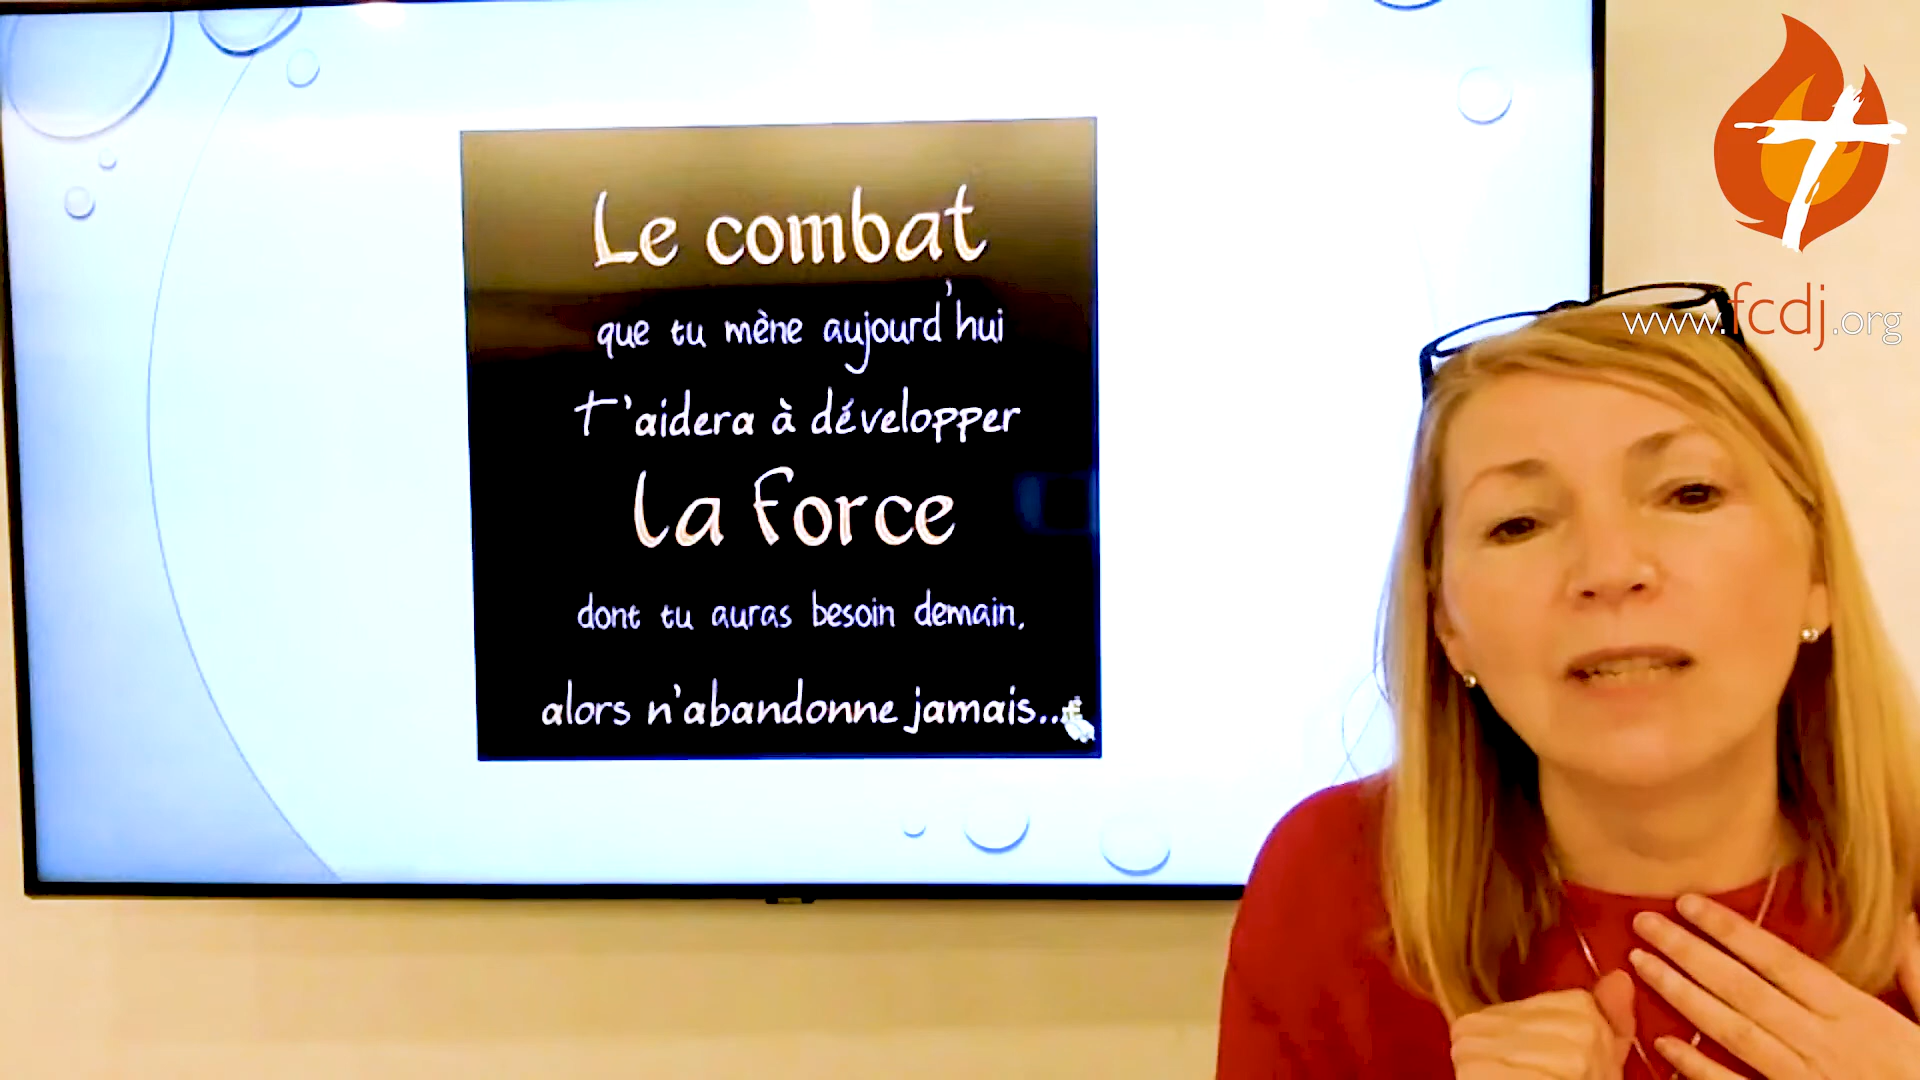 Le combat
que tu mène aujourd'hui
T'aidera à développer
la force
dont tu auras besoin demain,
alors n'abandonne jamais...
www.fcdj.org